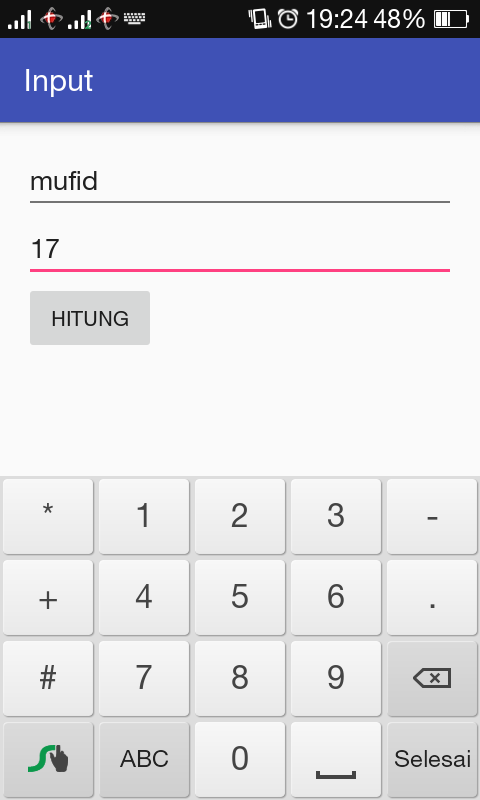 19:24 48%
Input
mufid
17
HITUNG
* 1 2 3 -
+ 4 5 6 .
# 7 8 9
ABC 0 Selesai